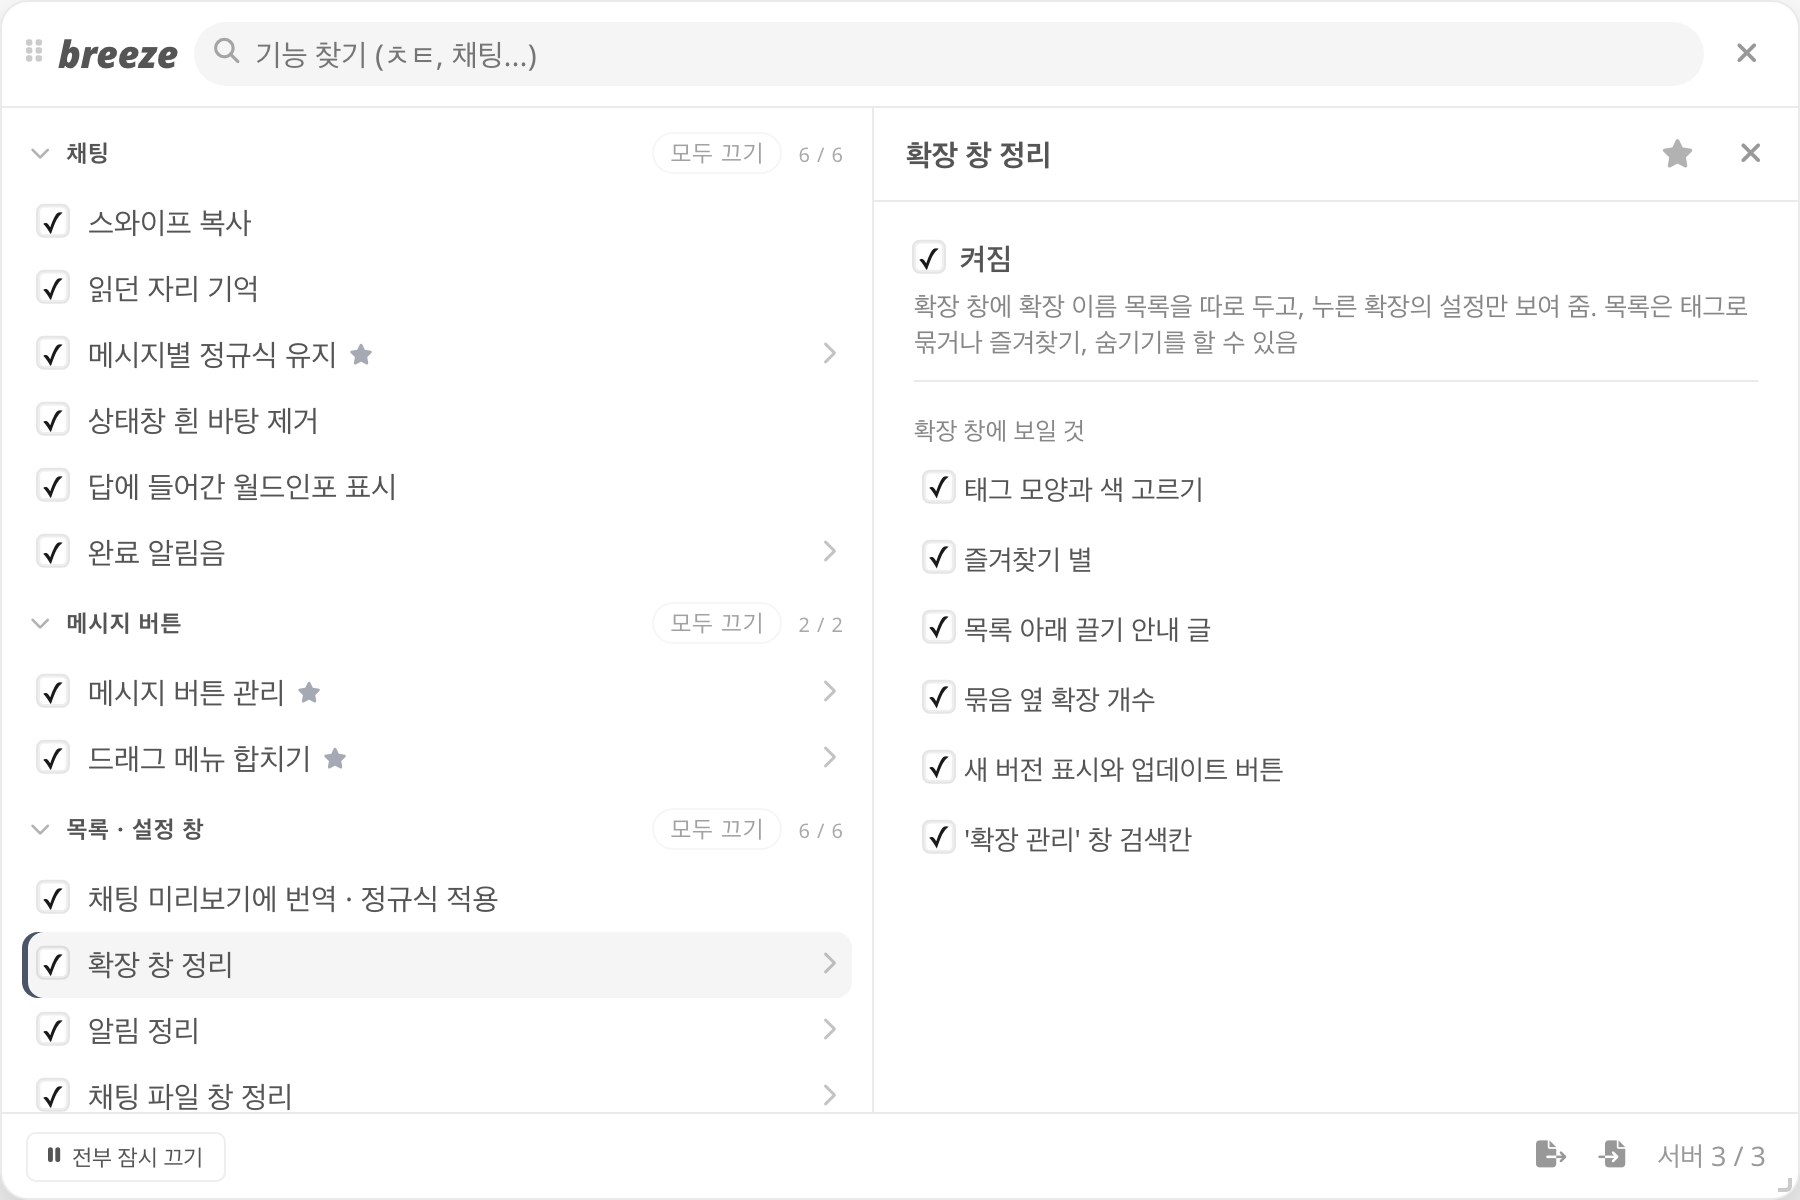 breeze
기능 찾기 (ㅊㅌ, 채팅...)
채팅
모두 끄기
6 / 6
스와이프 복사
읽던 자리 기억
메시지별 정규식 유지
상태창 흰 바탕 제거
답에 들어간 월드인포 표시
완료 알림음
메시지 버튼
모두 끄기
2 / 2
메시지 버튼 관리
드래그 메뉴 합치기
목록 · 설정 창
모두 끄기
6 / 6
채팅 미리보기에 번역 · 정규식 적용
확장 창 정리
알림 정리
채팅 파일 창 정리
확장 창 정리
켜짐
확장 창에 확장 이름 목록을 따로 두고, 누른 확장의 설정만 보여 줌. 목록은 태그로
묶거나 즐겨찾기, 숨기기를 할 수 있음
확장 창에 보일 것
태그 모양과 색 고르기
즐겨찾기 별
목록 아래 끌기 안내 글
묶음 옆 확장 개수
새 버전 표시와 업데이트 버튼
'확장 관리' 창 검색칸
전부 잠시 끄기
서버 3 / 3